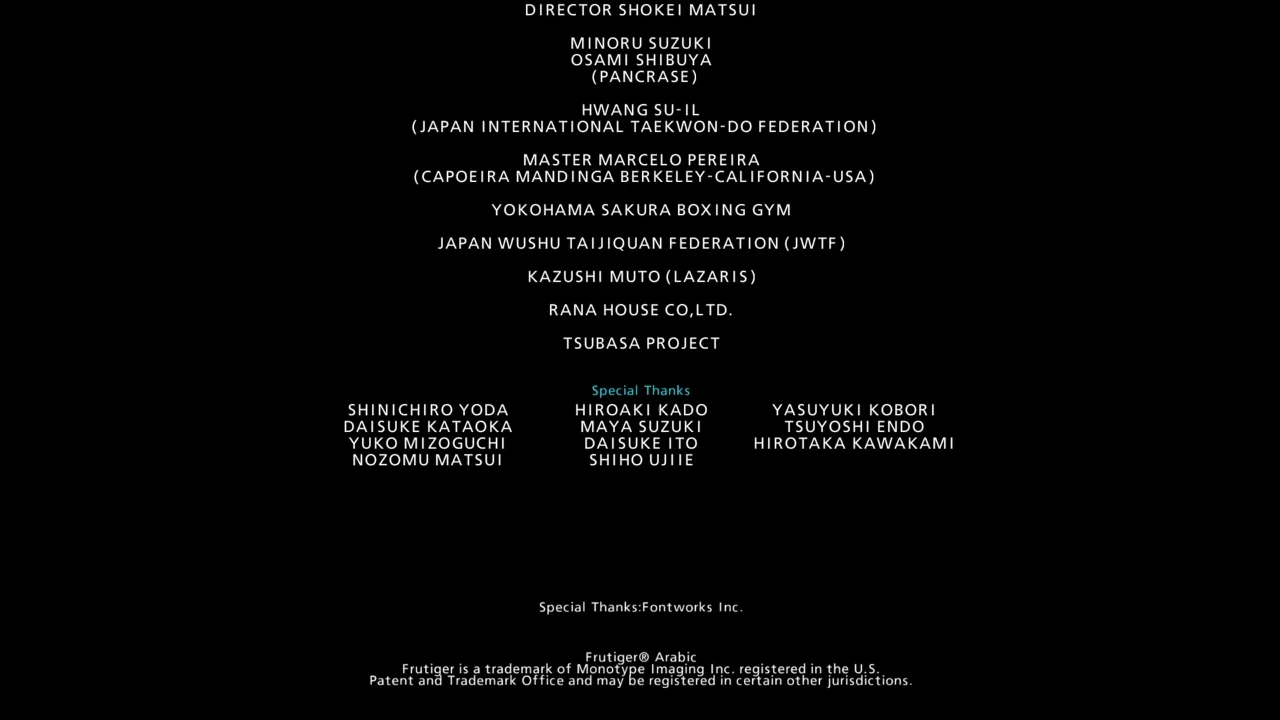 DIRECTOR SHOKEI MATSUI
MINORU SUZUKI
OSAMI SHIBUYA
(PANCRASE)
HWANG SU-IL
(JAPAN INTERNATIONAL TAEKWON-DO FEDERATION)
MASTER MARCELO PEREIRA
(CAPOEIRA MANDINGA BERKELEY-CALIFORNIA-USA)
YOKOHAMA SAKURA BOXING GYM
JAPAN WUSHU TAIJIQUAN FEDERATION (JWTF)
KAZUSHI MUTO (LAZARIS)
RANA HOUSE CO,LTD.
TSUBASA PROJECT
Special Thanks
SHINICHIRO YODA HIROAKI KADO YASUYUKI KOBORI
DAISUKE KATAOKA MAYA SUZUKI TSUYOSHI ENDO
YUKO MIZOGUCHI DAISUKE ITO HIROTAKA KAWAKAMI
NOZOMU MATSUI SHIHO UJIIE
Special Thanks:Fontworks Inc.
Frutiger® Arabic
Frutiger is a trademark of Monotype Imaging Inc. registered in the U.S.
Patent and Trademark Office and may be registered in certain other jurisdictions.